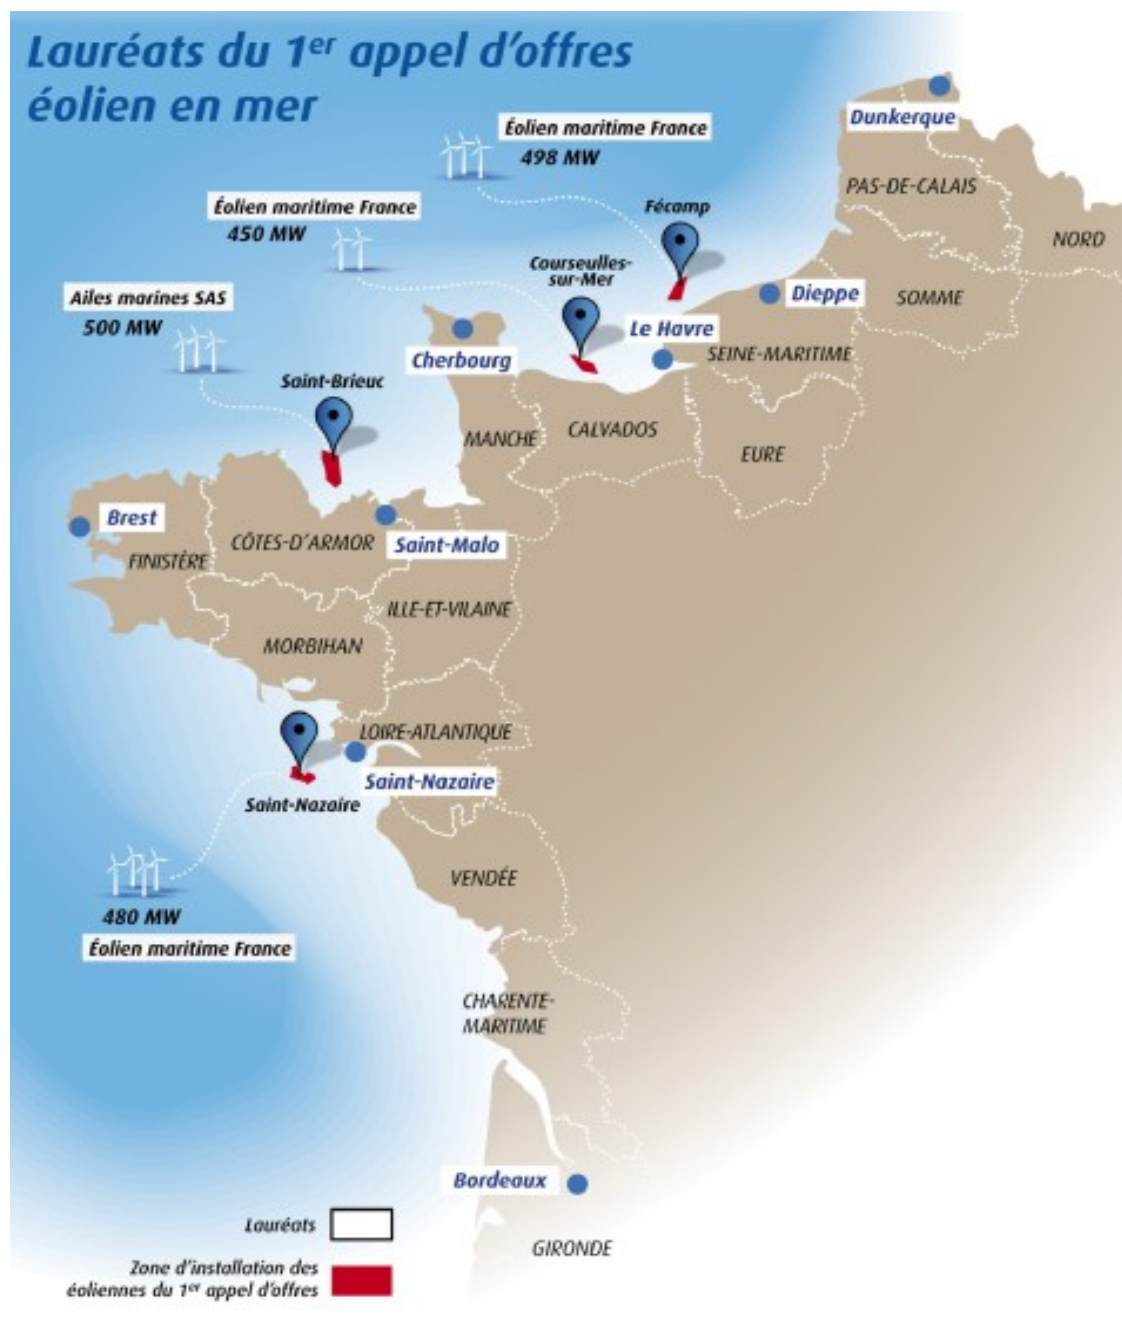 Lauréats du 1er appel d'offres
éolien en mer
Éolien maritime France
498 MW
Dunkerque
PAS-DE-CALAIS
NORD
Éolien maritime France
450 MW
Fécamp
Courseulles-
sur-Mer
Dieppe
SOMME
Ailes marines SAS
500 MW
Le Havre
Cherbourg
SEINE-MARITIME
Saint-Brieuc
MANCHE
CALVADOS
EURE
Brest
CÔTES-D'ARMOR
Saint-Malo
FINISTÈRE
ILLE-ET-VILAINE
MORBIHAN
LOIRE-ATLANTIQUE
Saint-Nazaire
Saint-Nazaire
VENDÉE
480 MW
Éolien maritime France
CHARENTE-
MARITIME
Bordeaux
Lauréats
GIRONDE
Zone d'installation des
éoliennes du 1er appel d'offres